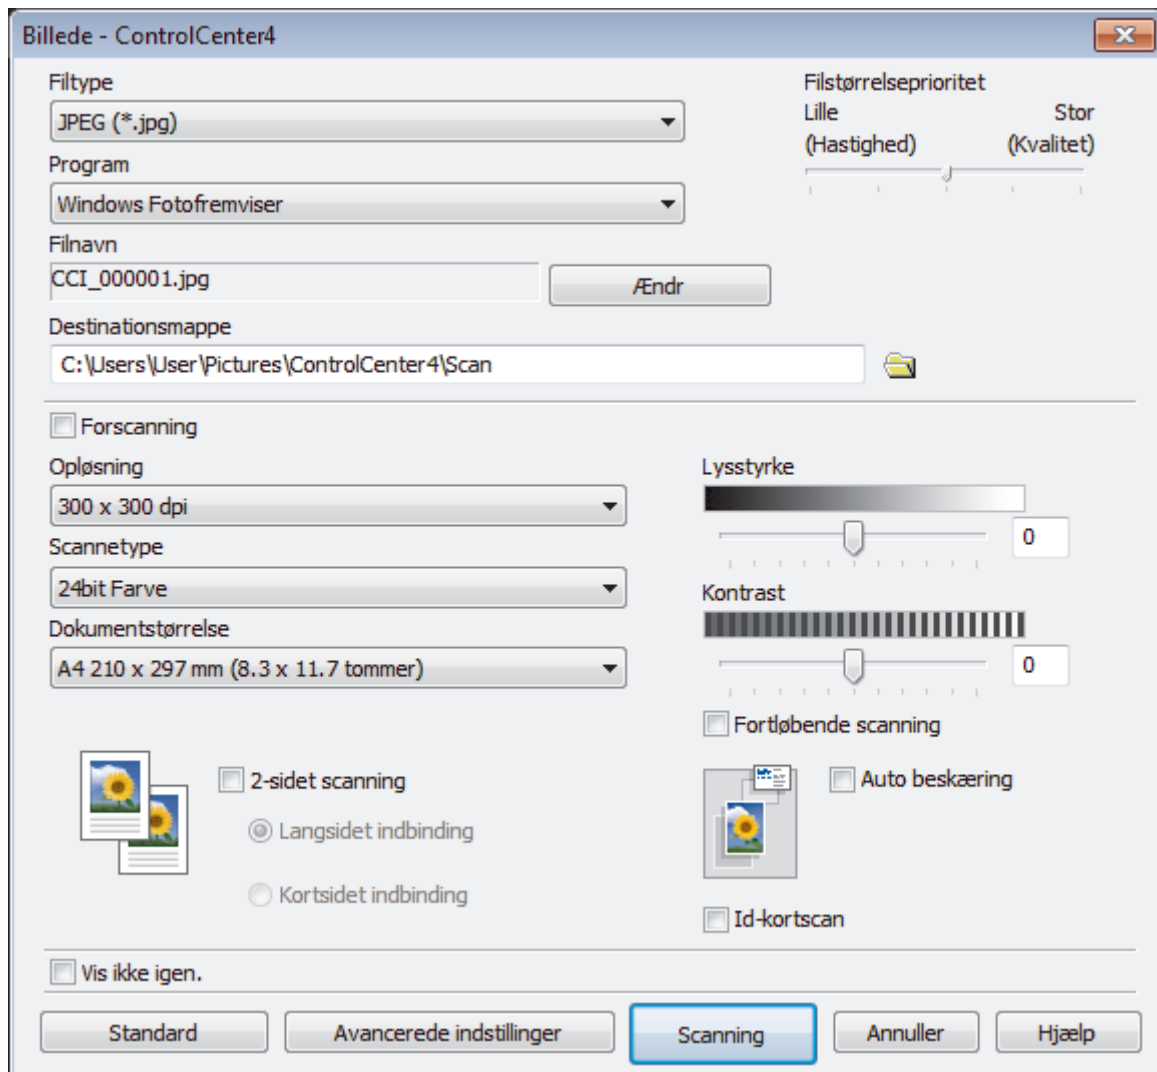 Billede - ControlCenter4
Filtype
JPEG (*.jpg)
Program
Windows Fotofremviser
Filnavn
CCI_000001.jpg
Ændr
Destinationsmappe
C:\Users\User\Pictures\ControlCenter4\Scan
Filstørrelseprioritet
Lille Stor
(Hastighed) (Kvalitet)
Forscanning
Opløsning
300 x 300 dpi
Scannetype
24bit Farve
Dokumentstørrelse
A4 210 x 297 mm (8.3 x 11.7 tommer)
Lysstyrke
0
Kontrast
0
Fortløbende scanning
2-sidet scanning
Langsidet indbinding
Kortsidet indbinding
Auto beskæring
Id-kortscan
Vis ikke igen.
Standard Avancerede indstillinger Scanning Annuller Hjælp